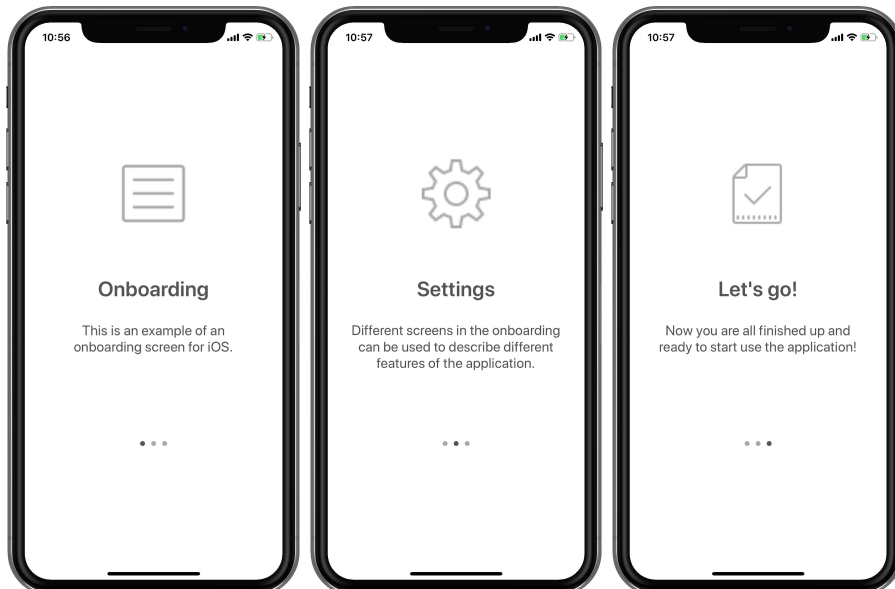 10:56
Onboarding
This is an example of an
onboarding screen for iOS.
10:57
Settings
Different screens in the onboarding
can be used to describe different
features of the application.
10:57
Let's go!
Now you are all finished up and
ready to start use the application!